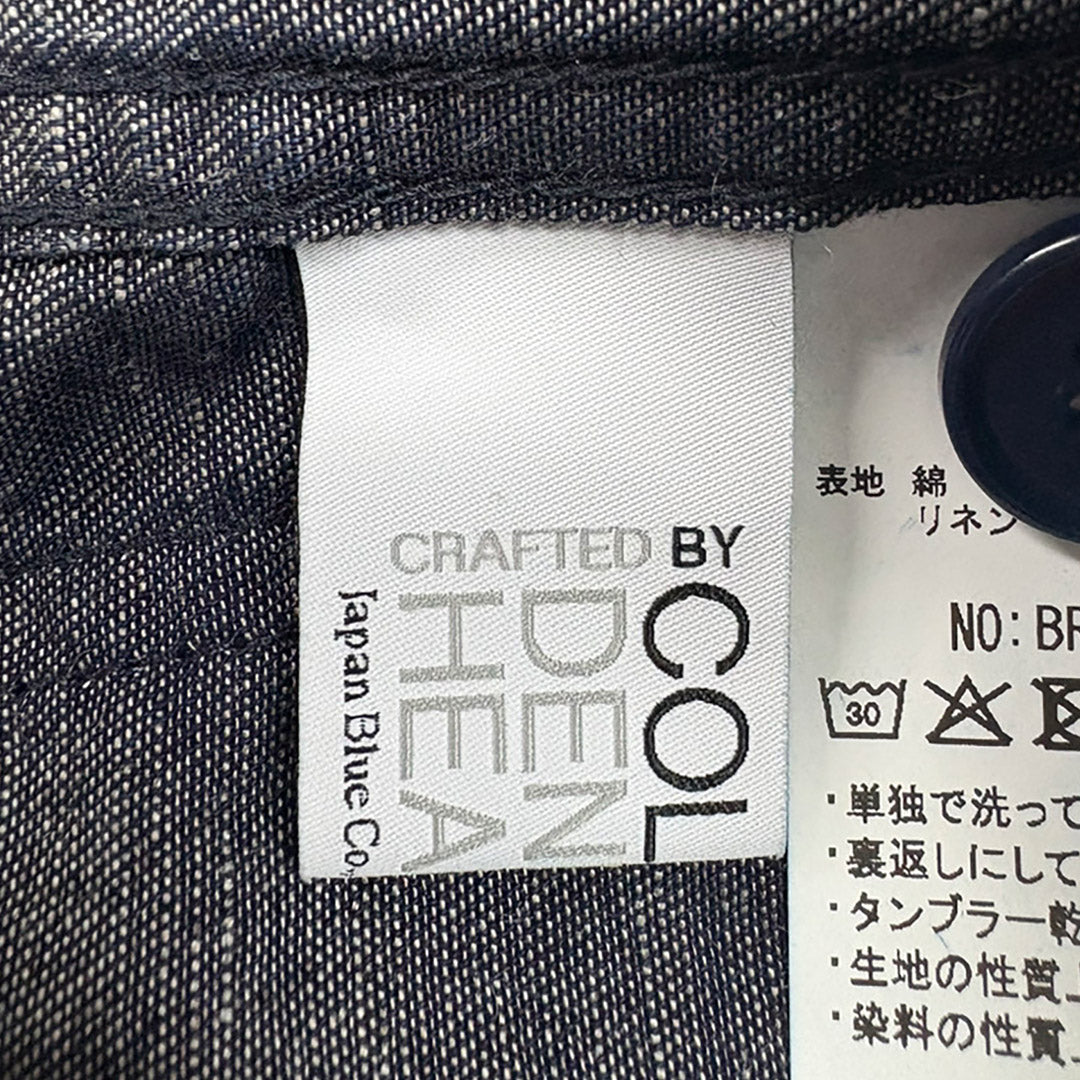 CRAFTED BY
COL
DEN
HEA
Japan Blue Co.,
表地 綿
リネン
NO:BR
30
・単独で洗って
・裏返しにして
・タンブラー乾
・生地の性質上
・染料の性質上